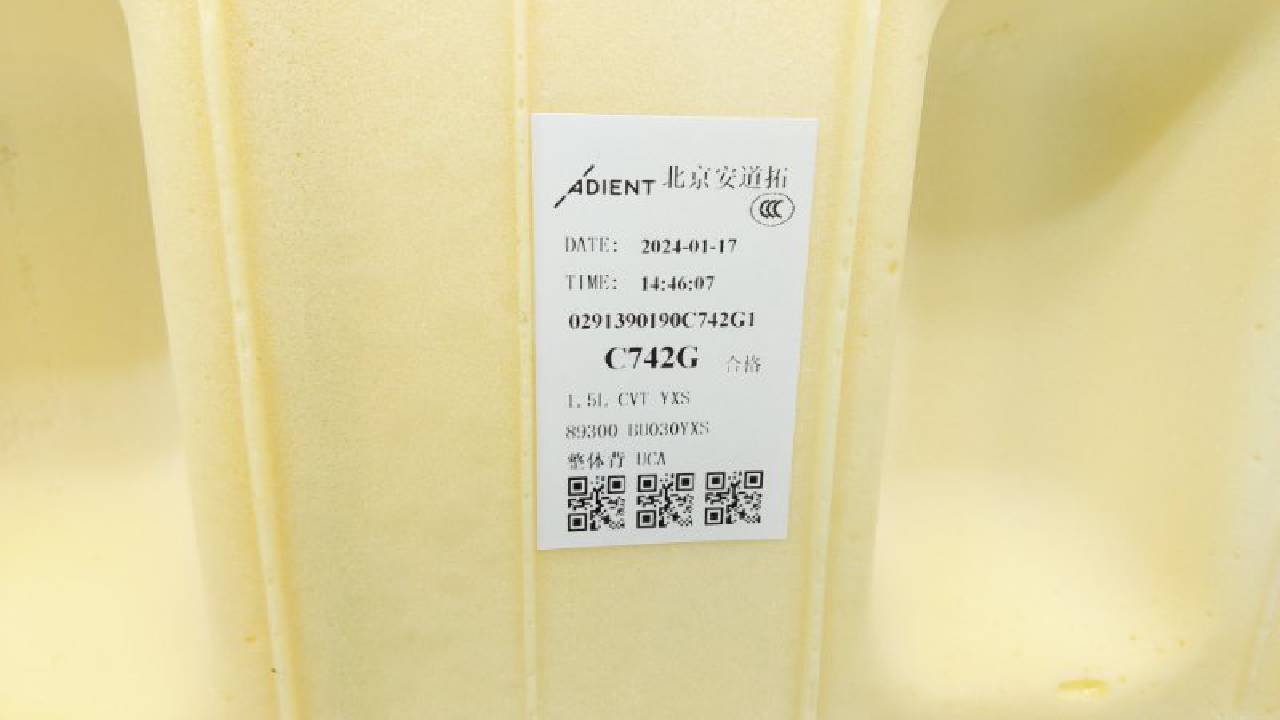 ADIENT 北京安道拓
CCC
DATE: 2024-01-17
TIME: 14:46:07
0291390190C742G1
C742G 合格
1.5L CVT YXS
89300 BU030YXS
整体背 UCA